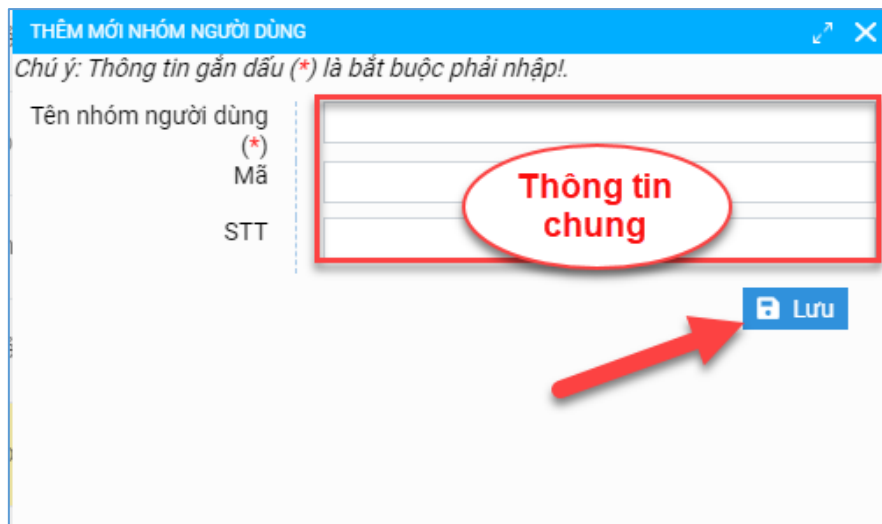 THÊM MỚI NHÓM NGƯỜI DÙNG
Chú ý: Thông tin gắn dấu (*) là bắt buộc phải nhập!.
Tên nhóm người dùng
(*)
Mã
Thông tin
chung
STT
Lưu